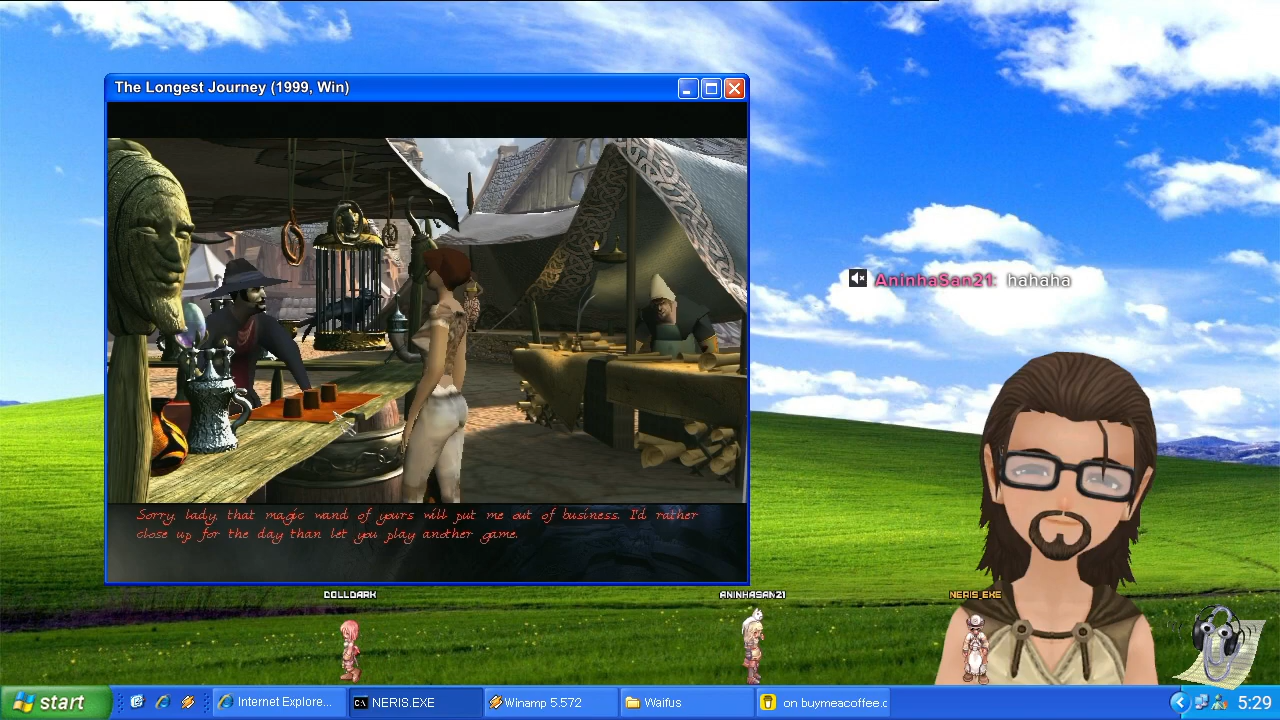 The Longest Journey (1999, Win)
AninhaSan21: hahaha
Sorry, lady, that magic wand of yours will put me out of business. I'd rather
close up for the day than let you play another game.
DOLLDARK
ANINHASAN21
NERIS_EXE
start
Internet Explore...
NERIS.EXE
Winamp 5.572
Waifus
on buymeacoffee.c
5:29